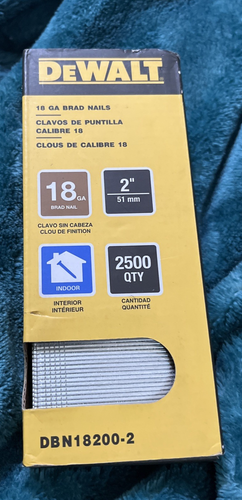 DEWALT
18 GA BRAD NAILS
CLAVOS DE PUNTILLA
CALIBRE 18
CLOUS DE CALIBRE 18
18 GA
BRAD NAIL
2"
51 mm
CLAVO SIN CABEZA
CLOU DE FINITION
INDOOR
2500
QTY
INTERIOR
INTÉRIEUR
CANTIDAD
QUANTITÉ
DBN18200-2